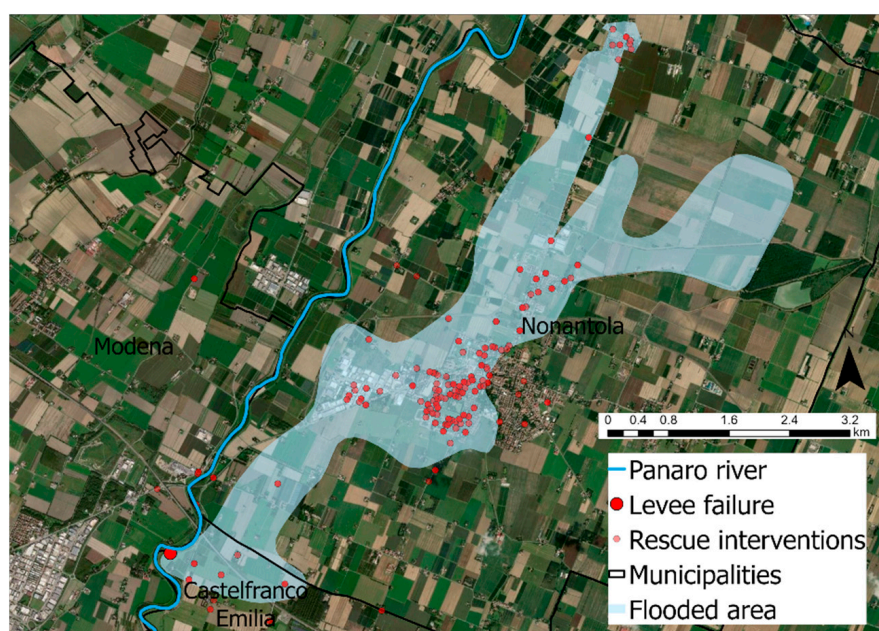 Modena
Nonantola
N
0 0.4 0.8 1.6 2.4 3.2
km
Panaro river
Levee failure
Rescue interventions
Municipalities
Flooded area
Castelfranco
Emilia